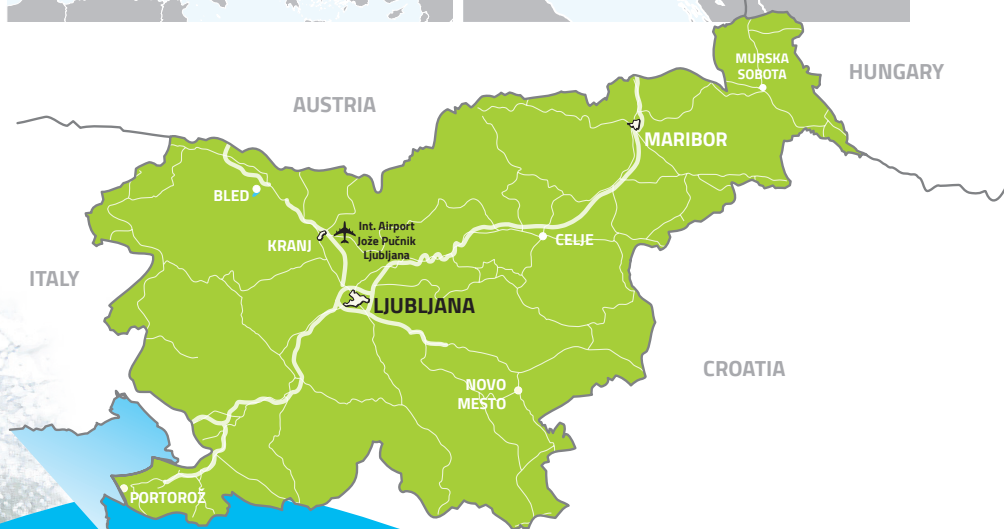 MURSKA
SOBOTA
HUNGARY
AUSTRIA
MARIBOR
BLED
Int. Airport
Jože Pučnik
Ljubljana
KRANJ
CELJE
ITALY
LJUBLJANA
CROATIA
NOVO
MESTO
PORTOROŽ